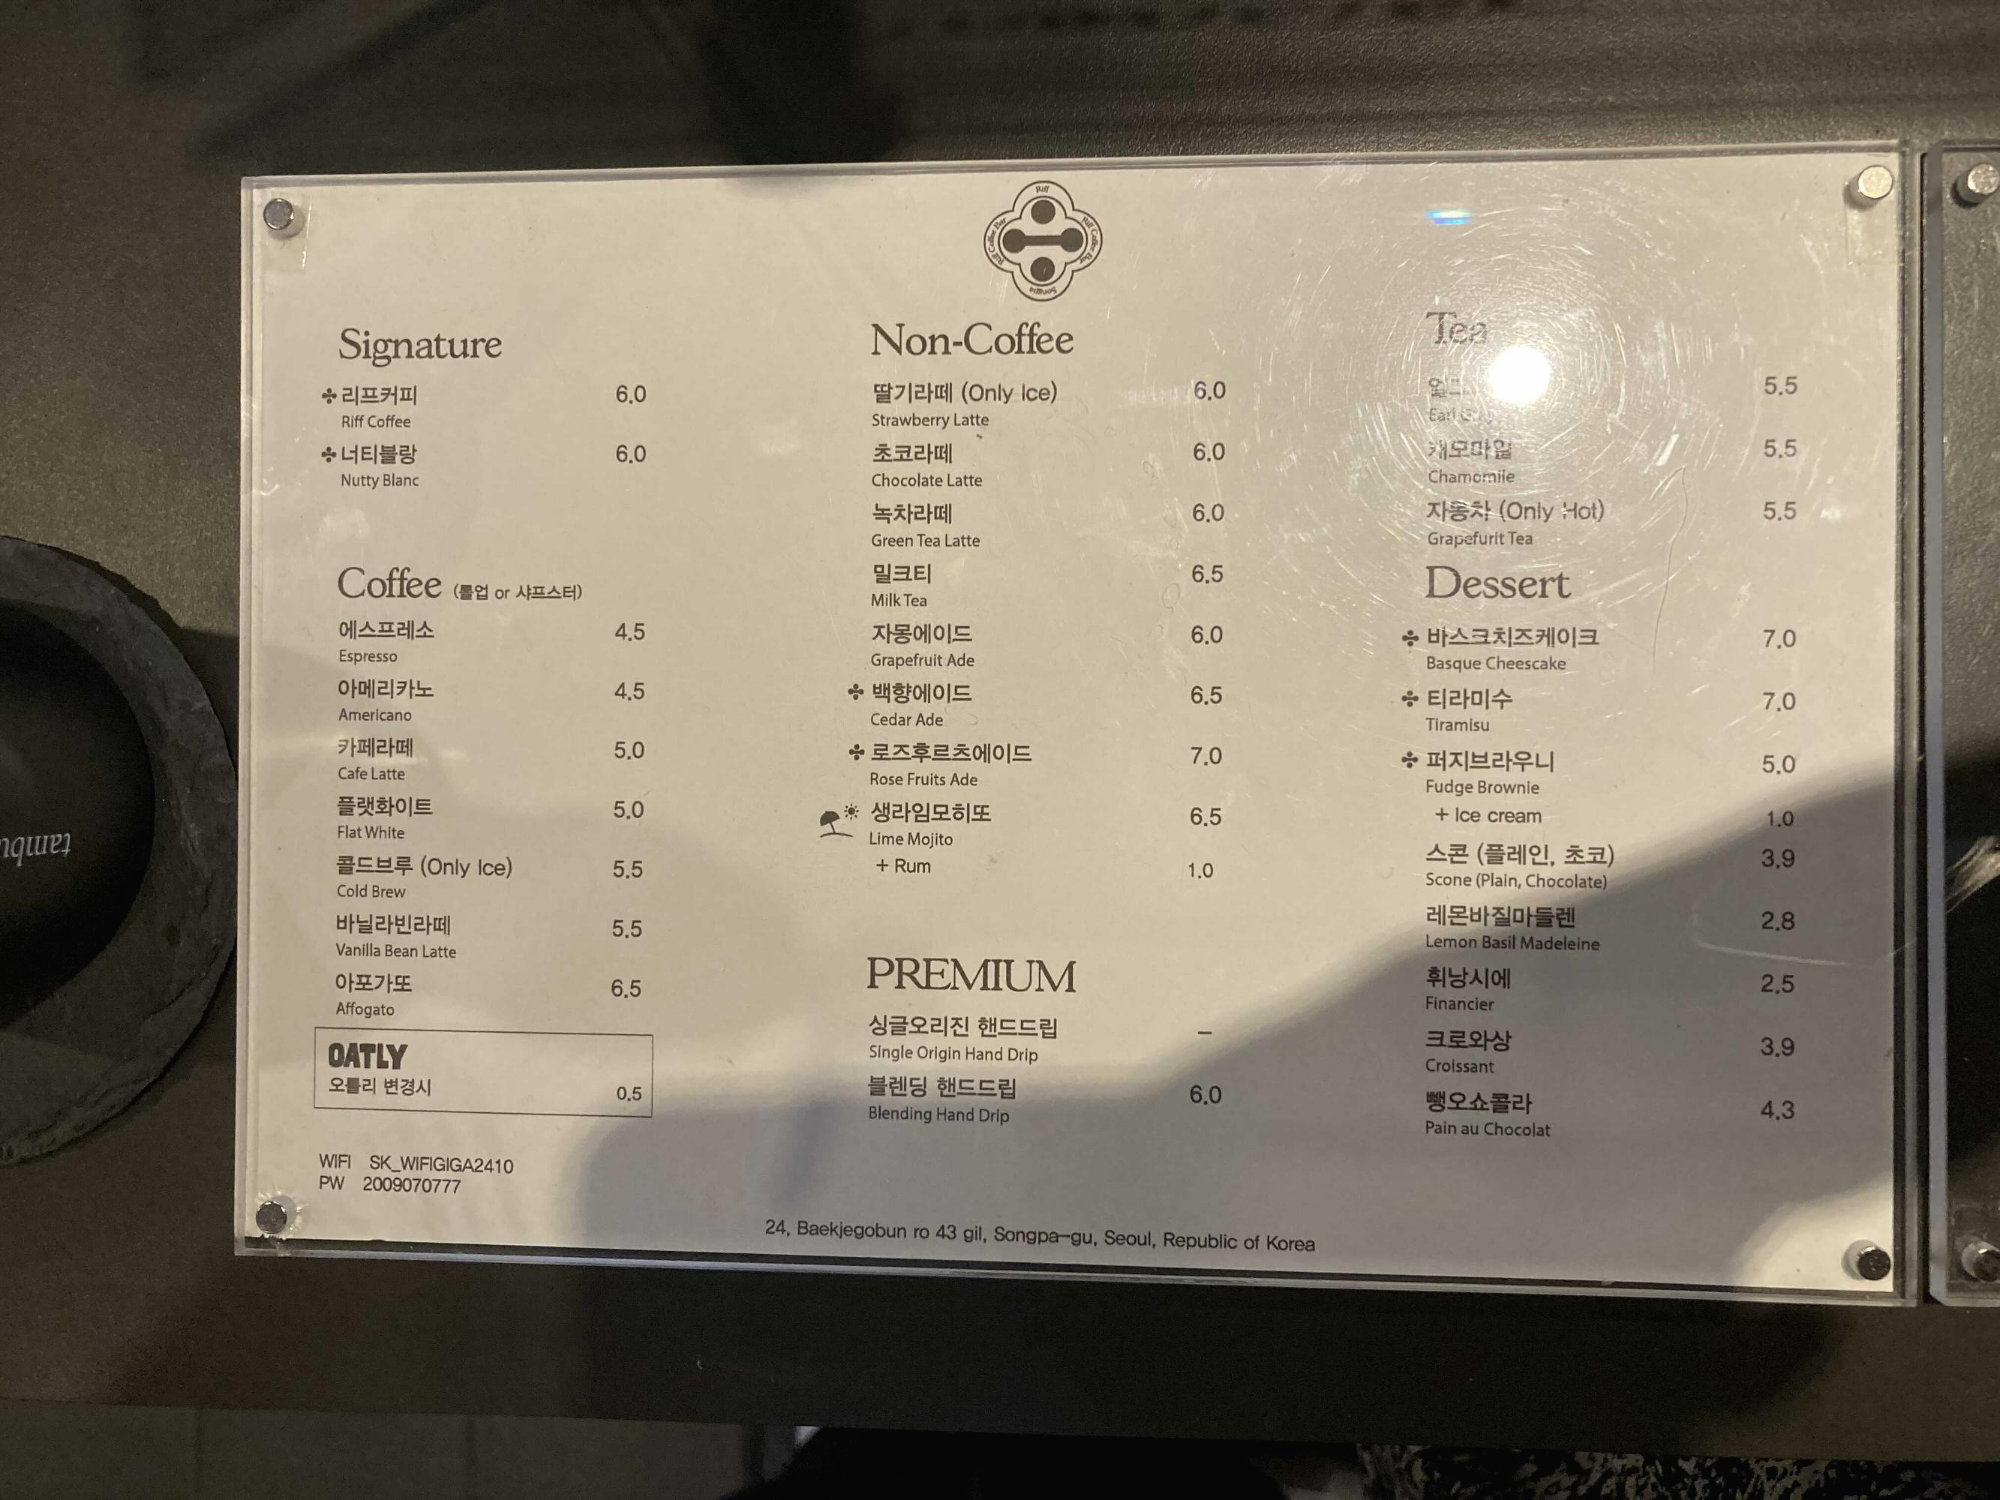 Riff
Riff Coffee Bar
Riff Coffee Bar
Songpa
Signature
리프커피 6.0
Riff Coffee
너티블랑 6.0
Nutty Blanc
Coffee (롤업 or 샤프스터)
에스프레소 4.5
Espresso
아메리카노 4.5
Americano
카페라떼 5.0
Cafe Latte
플랫화이트 5.0
Flat White
콜드브루 (Only Ice) 5.5
Cold Brew
바닐라빈라떼 5.5
Vanilla Bean Latte
아포가또 6.5
Affogato
OATLY
오틀리 변경시 0.5
WIFI SK_WIFIGIGA2410
PW 2009070777
Non-Coffee
딸기라떼 (Only Ice) 6.0
Strawberry Latte
초코라떼 6.0
Chocolate Latte
녹차라떼 6.0
Green Tea Latte
밀크티 6.5
Milk Tea
자몽에이드 6.0
Grapefruit Ade
백향에이드 6.5
Cedar Ade
로즈후르츠에이드 7.0
Rose Fruits Ade
생라임모히또 6.5
Lime Mojito
+ Rum 1.0
PREMIUM
싱글오리진 핸드드립 –
Single Origin Hand Drip
블렌딩 핸드드립 6.0
Blending Hand Drip
Tea
5.5
Earl
캐모마일 5.5
Chamomile
자몽차 (Only Hot) 5.5
Grapefurit Tea
Dessert
바스크치즈케이크 7.0
Basque Cheescake
티라미수 7.0
Tiramisu
퍼지브라우니 5.0
Fudge Brownie
+ Ice cream 1.0
스콘 (플레인, 초코) 3.9
Scone (Plain, Chocolate)
레몬바질마들렌 2.8
Lemon Basil Madeleine
휘낭시에 2.5
Financier
크로와상 3.9
Croissant
뺑오쇼콜라 4.3
Pain au Chocolat
24, Baekjegobun ro 43 gil, Songpa-gu, Seoul, Republic of Korea